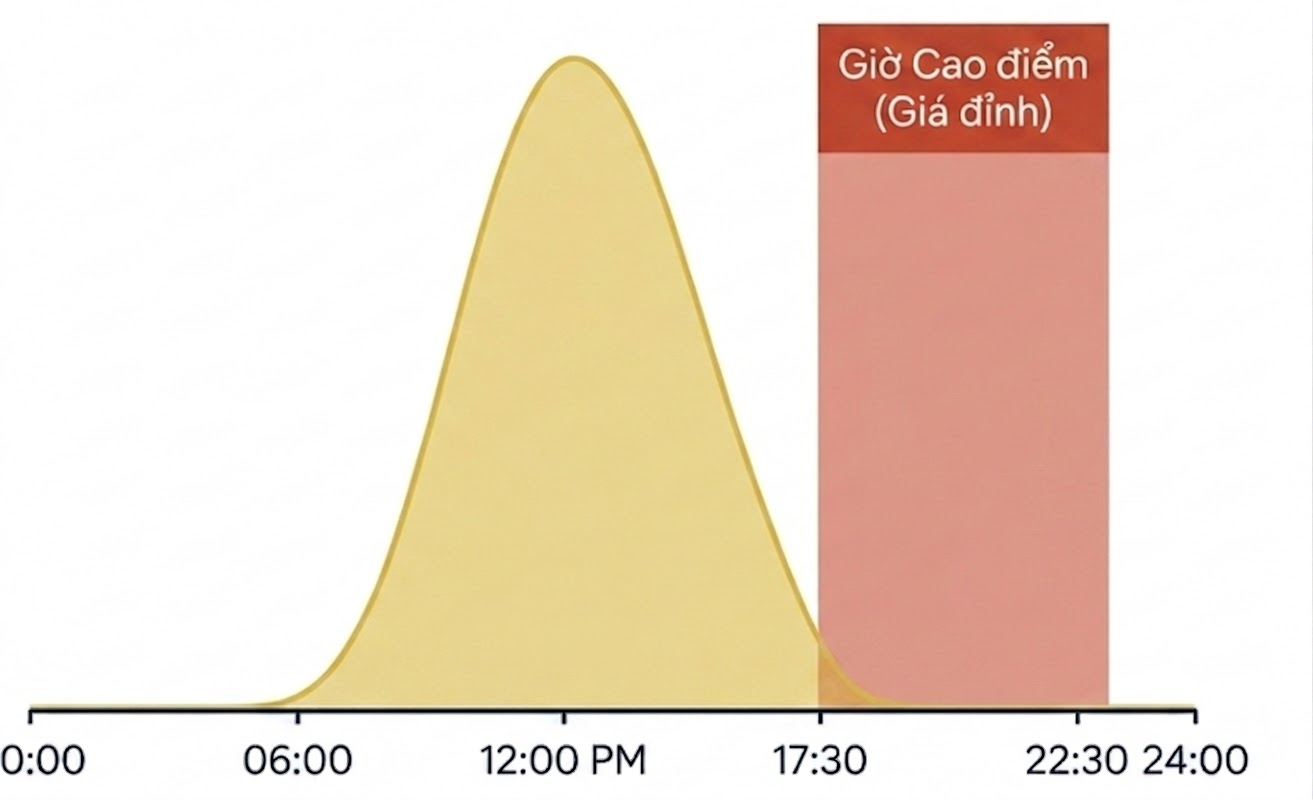 Giờ Cao điểm
(Giá đỉnh)
0:00 06:00 12:00 PM 17:30 22:30 24:00